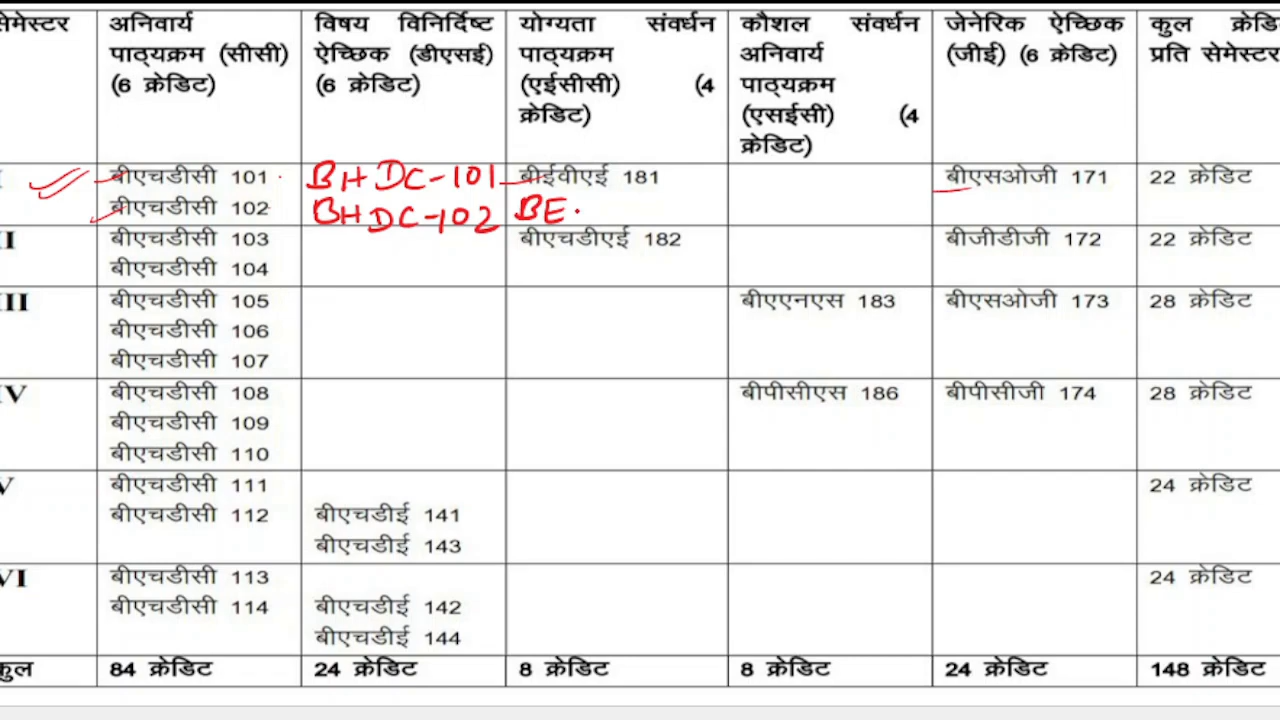 सेमेस्टर अनिवार्य विषय विनिर्दिष्ट योग्यता संवर्धन कौशल संवर्धन जेनेरिक ऐच्छिक कुल क्रेडि
पाठ्यक्रम (सीसी) ऐच्छिक (डीएसई) पाठ्यक्रम अनिवार्य (जीई) (6 क्रेडिट) प्रति सेमेस्टर
(6 क्रेडिट) (6 क्रेडिट) (एईसीसी) (4 पाठ्यक्रम
क्रेडिट) (एसईसी) (4
क्रेडिट)
I बीएचडीसी 101 BHDC-101 बीईवीएई 181 बीएसओजी 171 22 क्रेडिट
बीएचडीसी 102 BHDC-102 BE.
II बीएचडीसी 103 बीएचडीएई 182 बीजीडीजी 172 22 क्रेडिट
बीएचडीसी 104
III बीएचडीसी 105 बीएएनएस 183 बीएसओजी 173 28 क्रेडिट
बीएचडीसी 106
बीएचडीसी 107
IV बीएचडीसी 108 बीपीसीएस 186 बीपीसीजी 174 28 क्रेडिट
बीएचडीसी 109
बीएचडीसी 110
V बीएचडीसी 111 24 क्रेडिट
बीएचडीसी 112 बीएचडीई 141
बीएचडीई 143
VI बीएचडीसी 113 24 क्रेडिट
बीएचडीसी 114 बीएचडीई 142
बीएचडीई 144
कुल 84 क्रेडिट 24 क्रेडिट 8 क्रेडिट 8 क्रेडिट 24 क्रेडिट 148 क्रेडिट